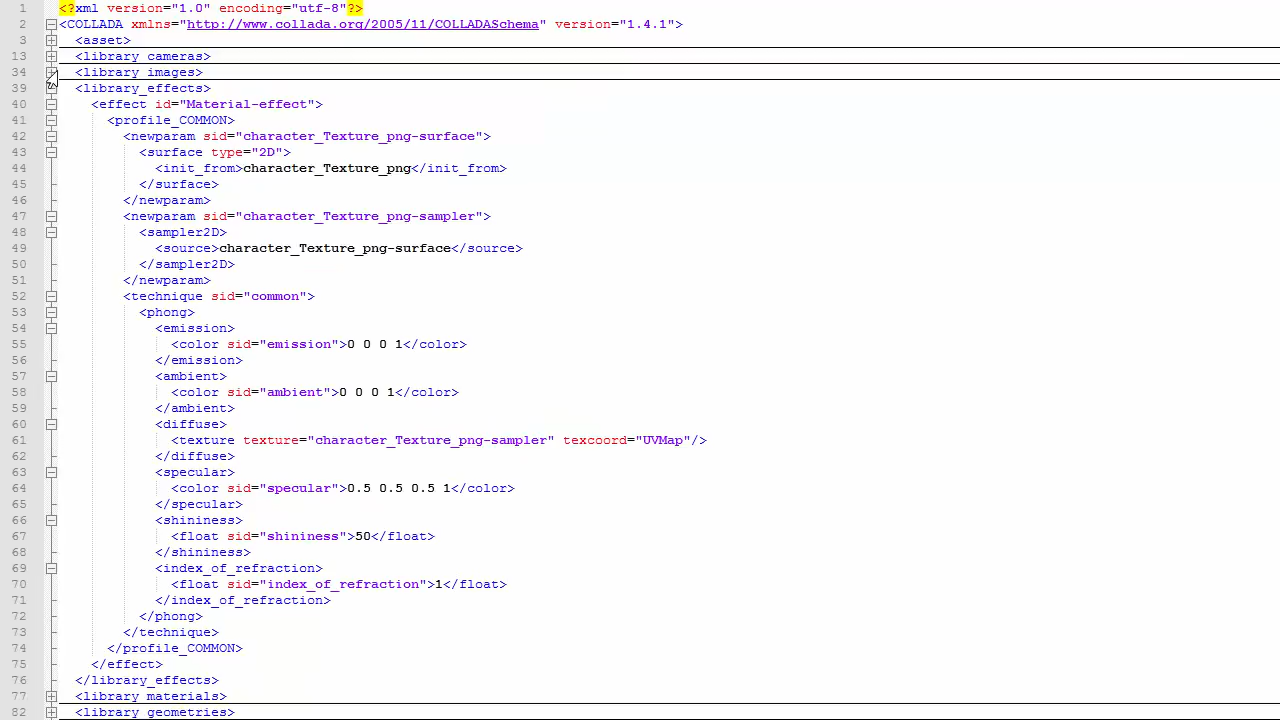 1 <?xml version="1.0" encoding="utf-8"?>
2 <COLLADA xmlns="http://www.collada.org/2005/11/COLLADASchema" version="1.4.1">
3 <asset>
13 <library_cameras>
34 <library_images>
39 <library_effects>
40 <effect id="Material-effect">
41 <profile_COMMON>
42 <newparam sid="character_Texture_png-surface">
43 <surface type="2D">
44 <init_from>character_Texture_png</init_from>
45 </surface>
46 </newparam>
47 <newparam sid="character_Texture_png-sampler">
48 <sampler2D>
49 <source>character_Texture_png-surface</source>
50 </sampler2D>
51 </newparam>
52 <technique sid="common">
53 <phong>
54 <emission>
55 <color sid="emission">0 0 0 1</color>
56 </emission>
57 <ambient>
58 <color sid="ambient">0 0 0 1</color>
59 </ambient>
60 <diffuse>
61 <texture texture="character_Texture_png-sampler" texcoord="UVMap"/>
62 </diffuse>
63 <specular>
64 <color sid="specular">0.5 0.5 0.5 1</color>
65 </specular>
66 <shininess>
67 <float sid="shininess">50</float>
68 </shininess>
69 <index_of_refraction>
70 <float sid="index_of_refraction">1</float>
71 </index_of_refraction>
72 </phong>
73 </technique>
74 </profile_COMMON>
75 </effect>
76 </library_effects>
77 <library_materials>
82 <library_geometries>